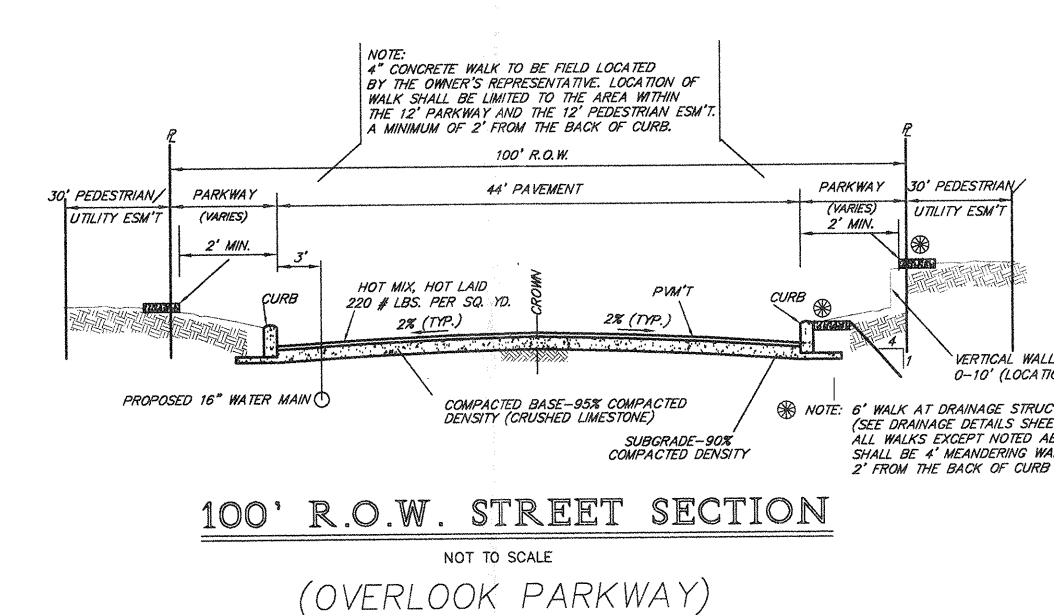 NOTE:
4" CONCRETE WALK TO BE FIELD LOCATED
BY THE OWNER'S REPRESENTATIVE. LOCATION OF
WALK SHALL BE LIMITED TO THE AREA WITHIN
THE 12' PARKWAY AND THE 12' PEDESTRIAN ESM'T.
A MINIMUM OF 2' FROM THE BACK OF CURB.
100' R.O.W.
30' PEDESTRIAN/
UTILITY ESM'T
PARKWAY
(VARIES)
44' PAVEMENT
PARKWAY
(VARIES)
30' PEDESTRIAN/
UTILITY ESM'T
2' MIN.
2' MIN.
3'
CURB
HOT MIX, HOT LAID
220 # LBS. PER SQ. YD.
2% (TYP.)
CROWN
2% (TYP.)
PVM'T
CURB
4
1
VERTICAL WALL
0-10' (LOCATIO
PROPOSED 16" WATER MAIN
COMPACTED BASE-95% COMPACTED
DENSITY (CRUSHED LIMESTONE)
SUBGRADE-90%
COMPACTED DENSITY
NOTE: 6' WALK AT DRAINAGE STRUC
(SEE DRAINAGE DETAILS SHEE
ALL WALKS EXCEPT NOTED AB
SHALL BE 4' MEANDERING WA
2' FROM THE BACK OF CURB
100' R.O.W. STREET SECTION
NOT TO SCALE
(OVERLOOK PARKWAY)